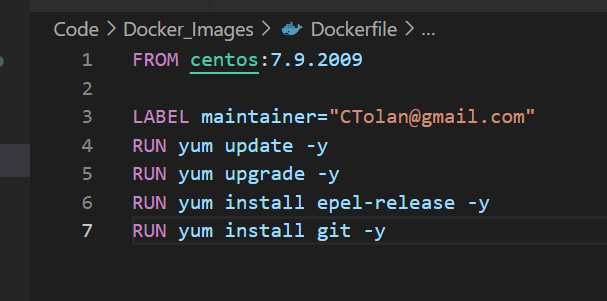 Code > Docker_Images > Dockerfile > ...
1 FROM centos:7.9.2009
2
3 LABEL maintainer="CTolan@gmail.com"
4 RUN yum update -y
5 RUN yum upgrade -y
6 RUN yum install epel-release -y
7 RUN yum install git -y